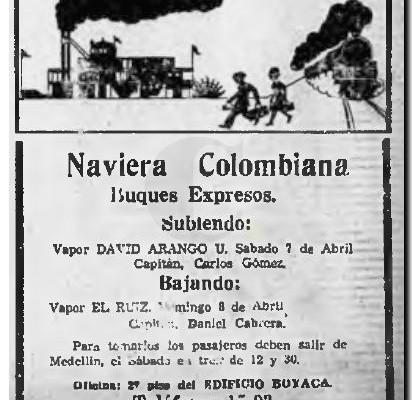 Naviera Colombiana
Buques Expresos.
Subiendo:
Vapor DAVID ARANGO U. Sabado 7 de Abril
Capitán, Carlos Gómez.
Bajando:
Vapor EL RUIZ. Domingo 8 de Abril
Capitan, Daniel Cabrera.
Para tomarlos los pasajeros deben salir de
Medellín, el Sábado en tren de 12 y 30.
Oficina: 2º piso del EDIFICIO BOYACA.